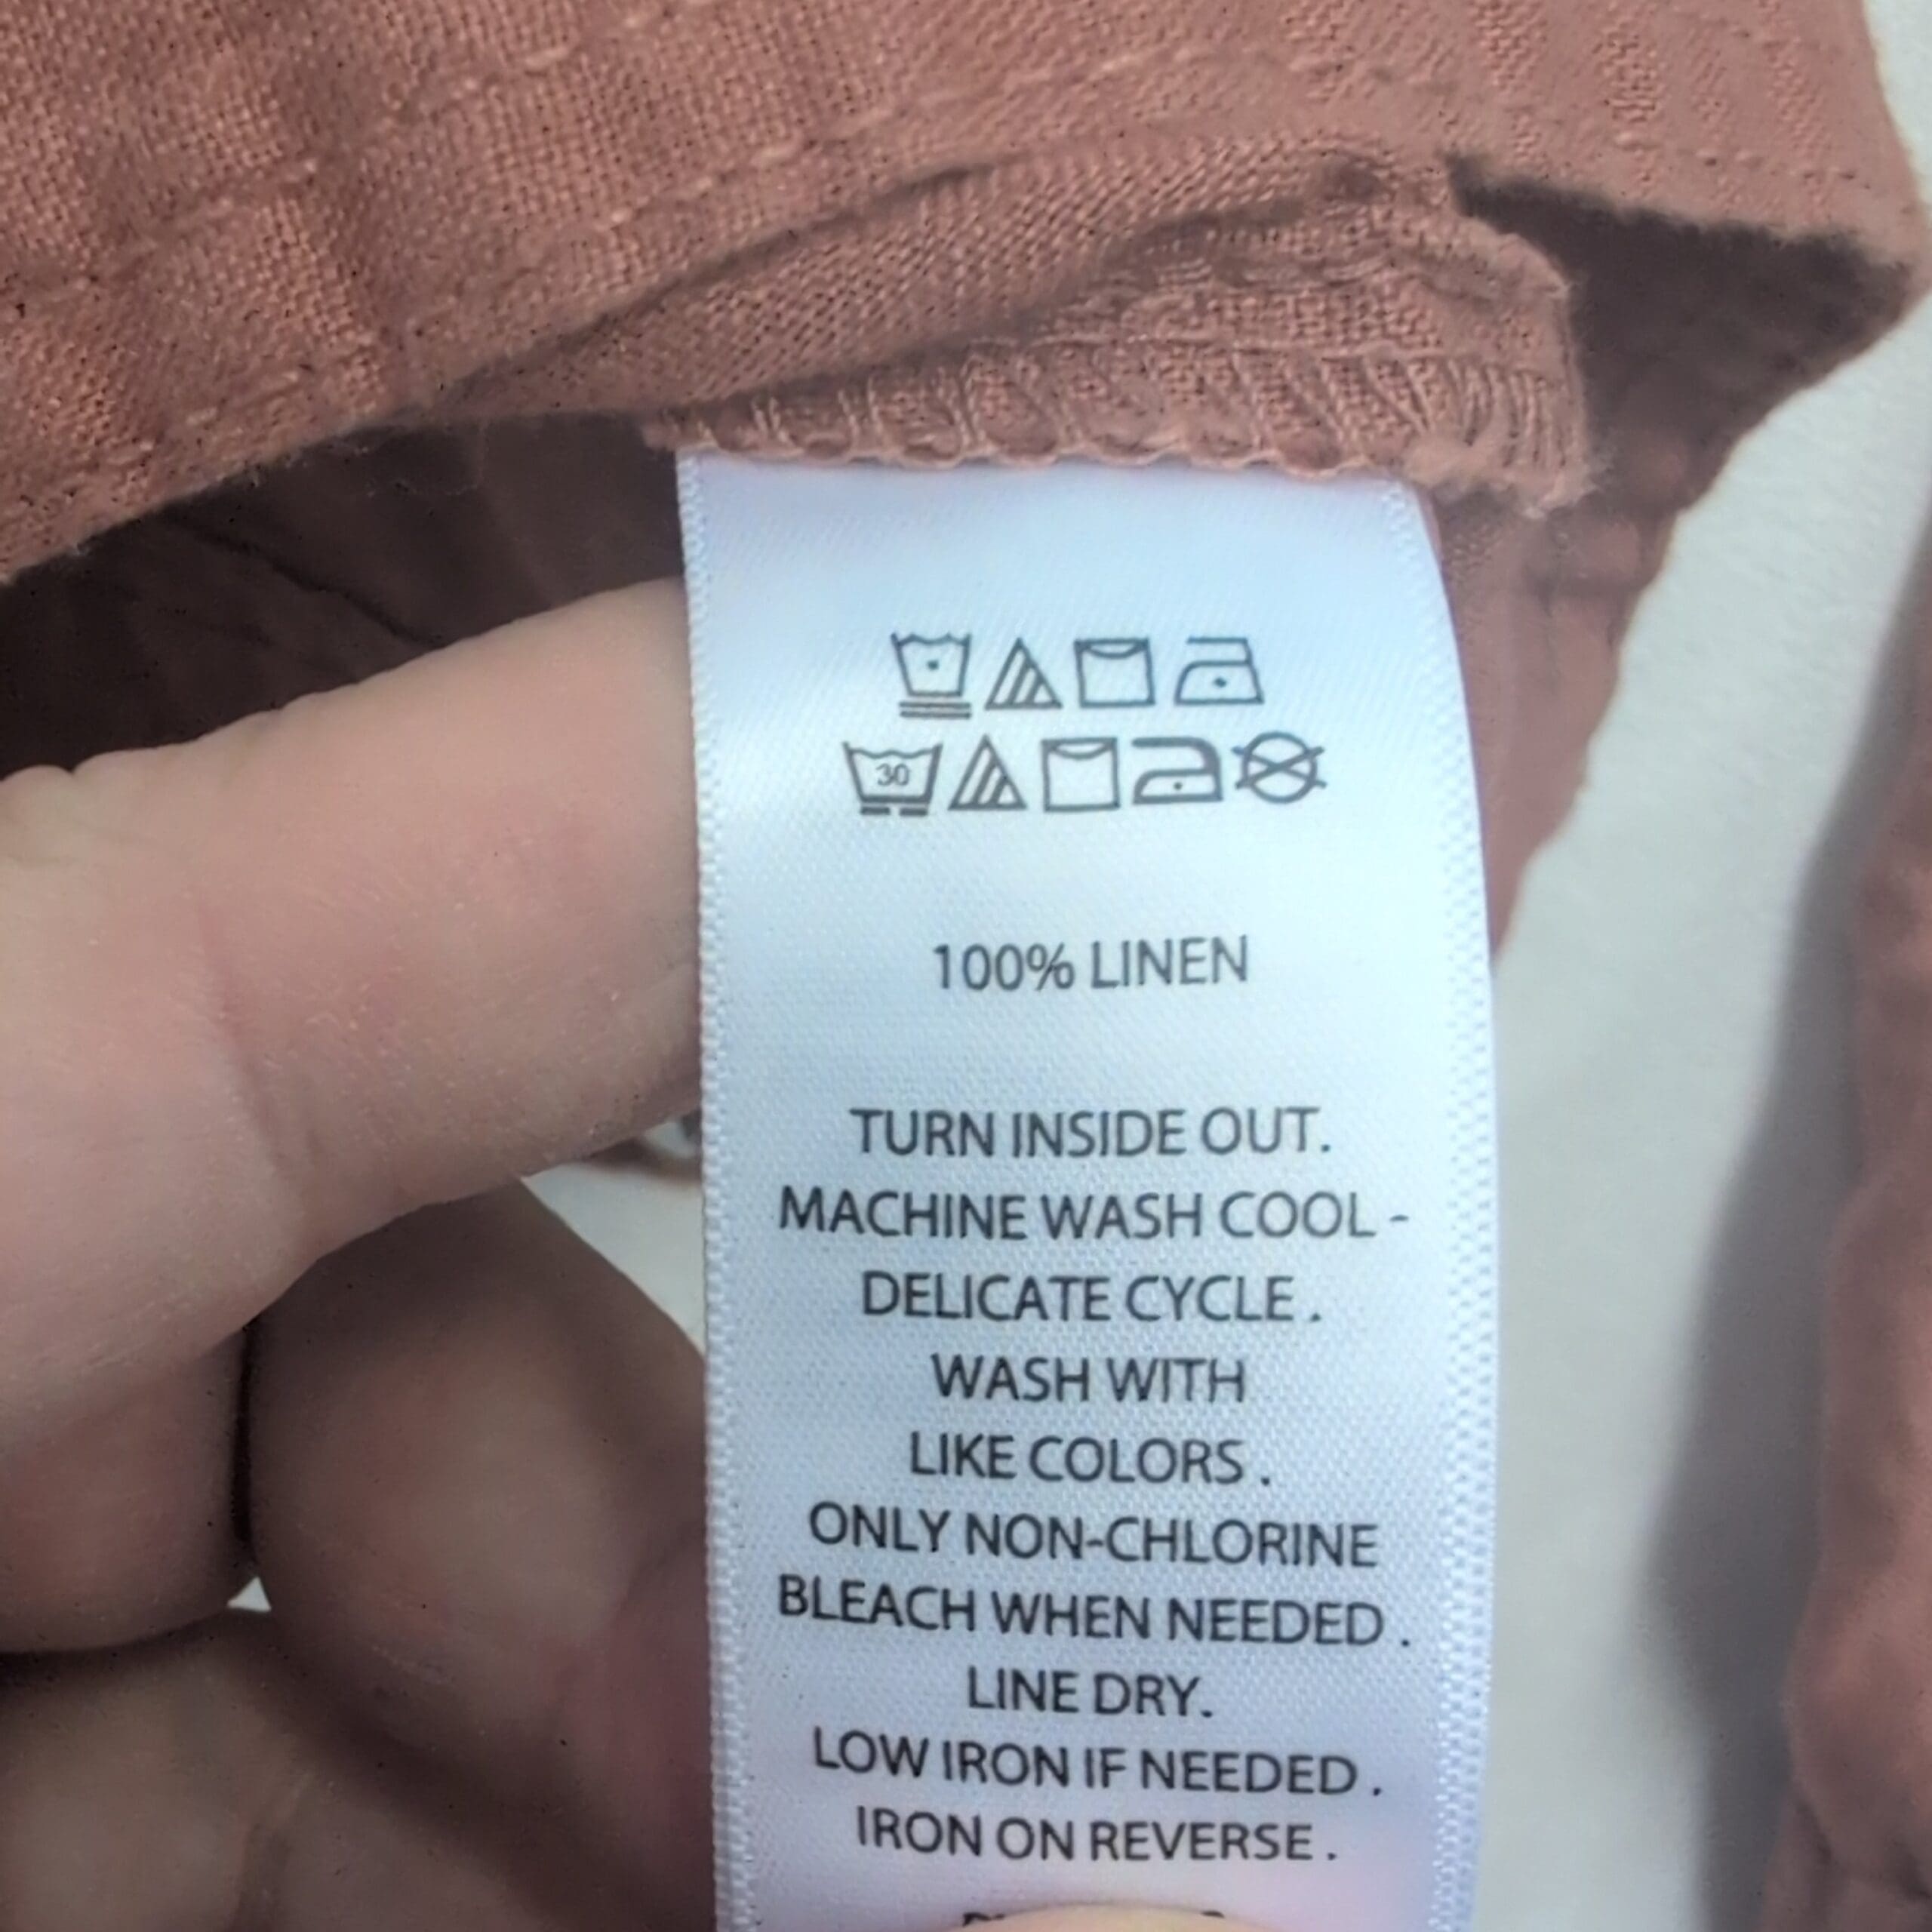 30
100% LINEN
TURN INSIDE OUT.
MACHINE WASH COOL -
DELICATE CYCLE .
WASH WITH
LIKE COLORS .
ONLY NON-CHLORINE
BLEACH WHEN NEEDED .
LINE DRY.
LOW IRON IF NEEDED .
IRON ON REVERSE .